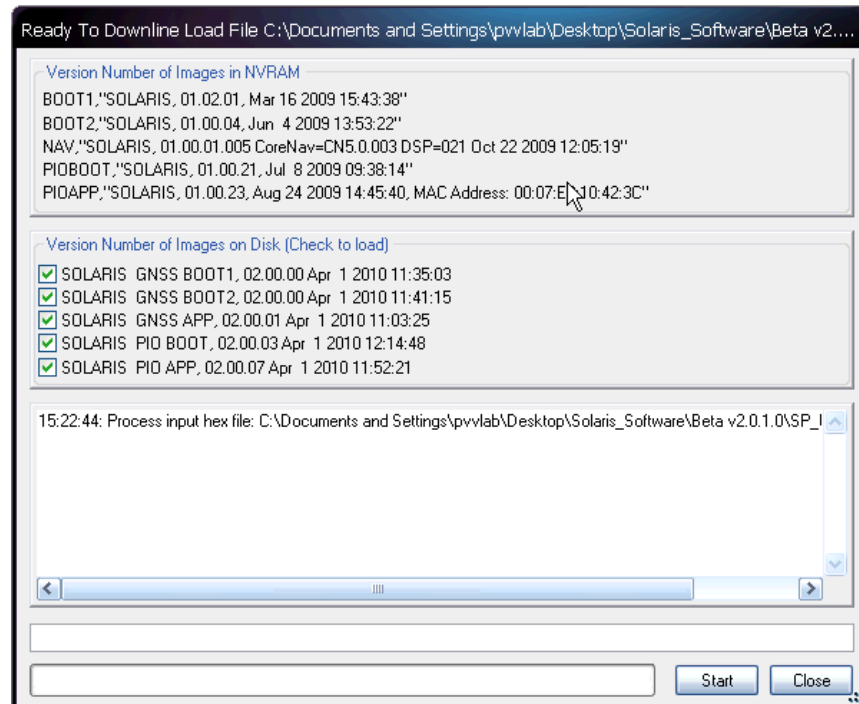 Ready To Downline Load File C:\Documents and Settings\pvvlab\Desktop\Solaris_Software\Beta v2....
Version Number of Images in NVRAM
BOOT1,"SOLARIS, 01.02.01, Mar 16 2009 15:43:38"
BOOT2,"SOLARIS, 01.00.04, Jun  4 2009 13:53:22"
NAV,"SOLARIS, 01.00.01.005 CoreNav=CN5.0.003 DSP=021 Oct 22 2009 12:05:19"
PIOBOOT,"SOLARIS, 01.00.21, Jul  8 2009 09:38:14"
PIOAPP,"SOLARIS, 01.00.23, Aug 24 2009 14:45:40, MAC Address:
Version Number of Images on Disk (Check to load)
SOLARIS  GNSS BOOT1, 02.00.00 Apr  1 2010 11:35:03
SOLARIS  GNSS BOOT2, 02.00.00 Apr  1 2010 11:41:15
SOLARIS  GNSS APP, 02.00.01 Apr  1 2010 11:03:25
SOLARIS  PIO BOOT, 02.00.03 Apr  1 2010 12:14:48
SOLARIS  PIO APP, 02.00.07 Apr  1 2010 11:52:21
15:22:44: Process input hex file: C:\Documents and Settings\pvvlab\Desktop\Solaris_Software\Beta v2.0.1.0\
Start
Close